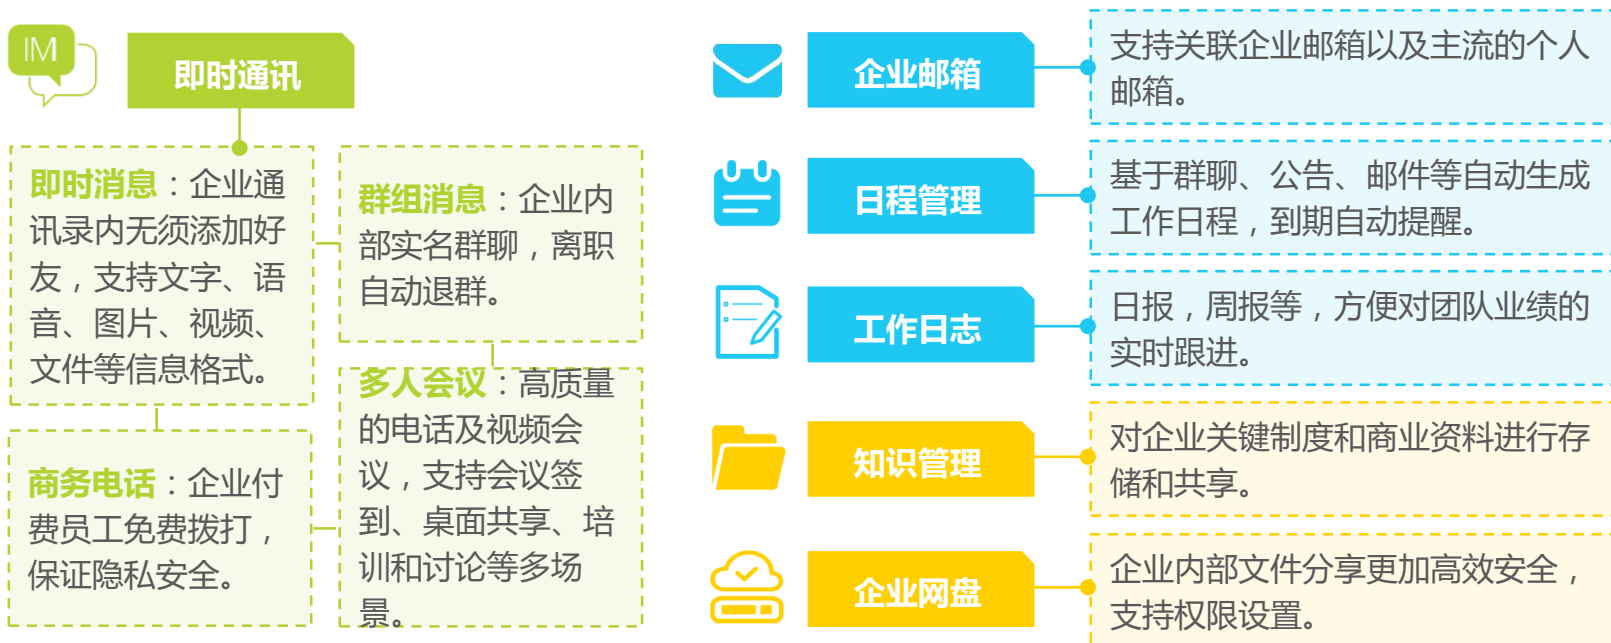 IM
即时通讯
即时消息：企业通
讯录内无须添加好
友，支持文字、语
音、图片、视频、
文件等信息格式。
群组消息：企业内
部实名群聊，离职
自动退群。
商务电话：企业付
费员工免费拨打，
保证隐私安全。
多人会议：高质量
的电话及视频会
议，支持会议签
到、桌面共享、培
训和讨论等多场
景。
企业邮箱
支持关联企业邮箱以及主流的个人
邮箱。
日程管理
基于群聊、公告、邮件等自动生成
工作日程，到期自动提醒。
工作日志
日报，周报等，方便对团队业绩的
实时跟进。
知识管理
对企业关键制度和商业资料进行存
储和共享。
企业网盘
企业内部文件分享更加高效安全，
支持权限设置。